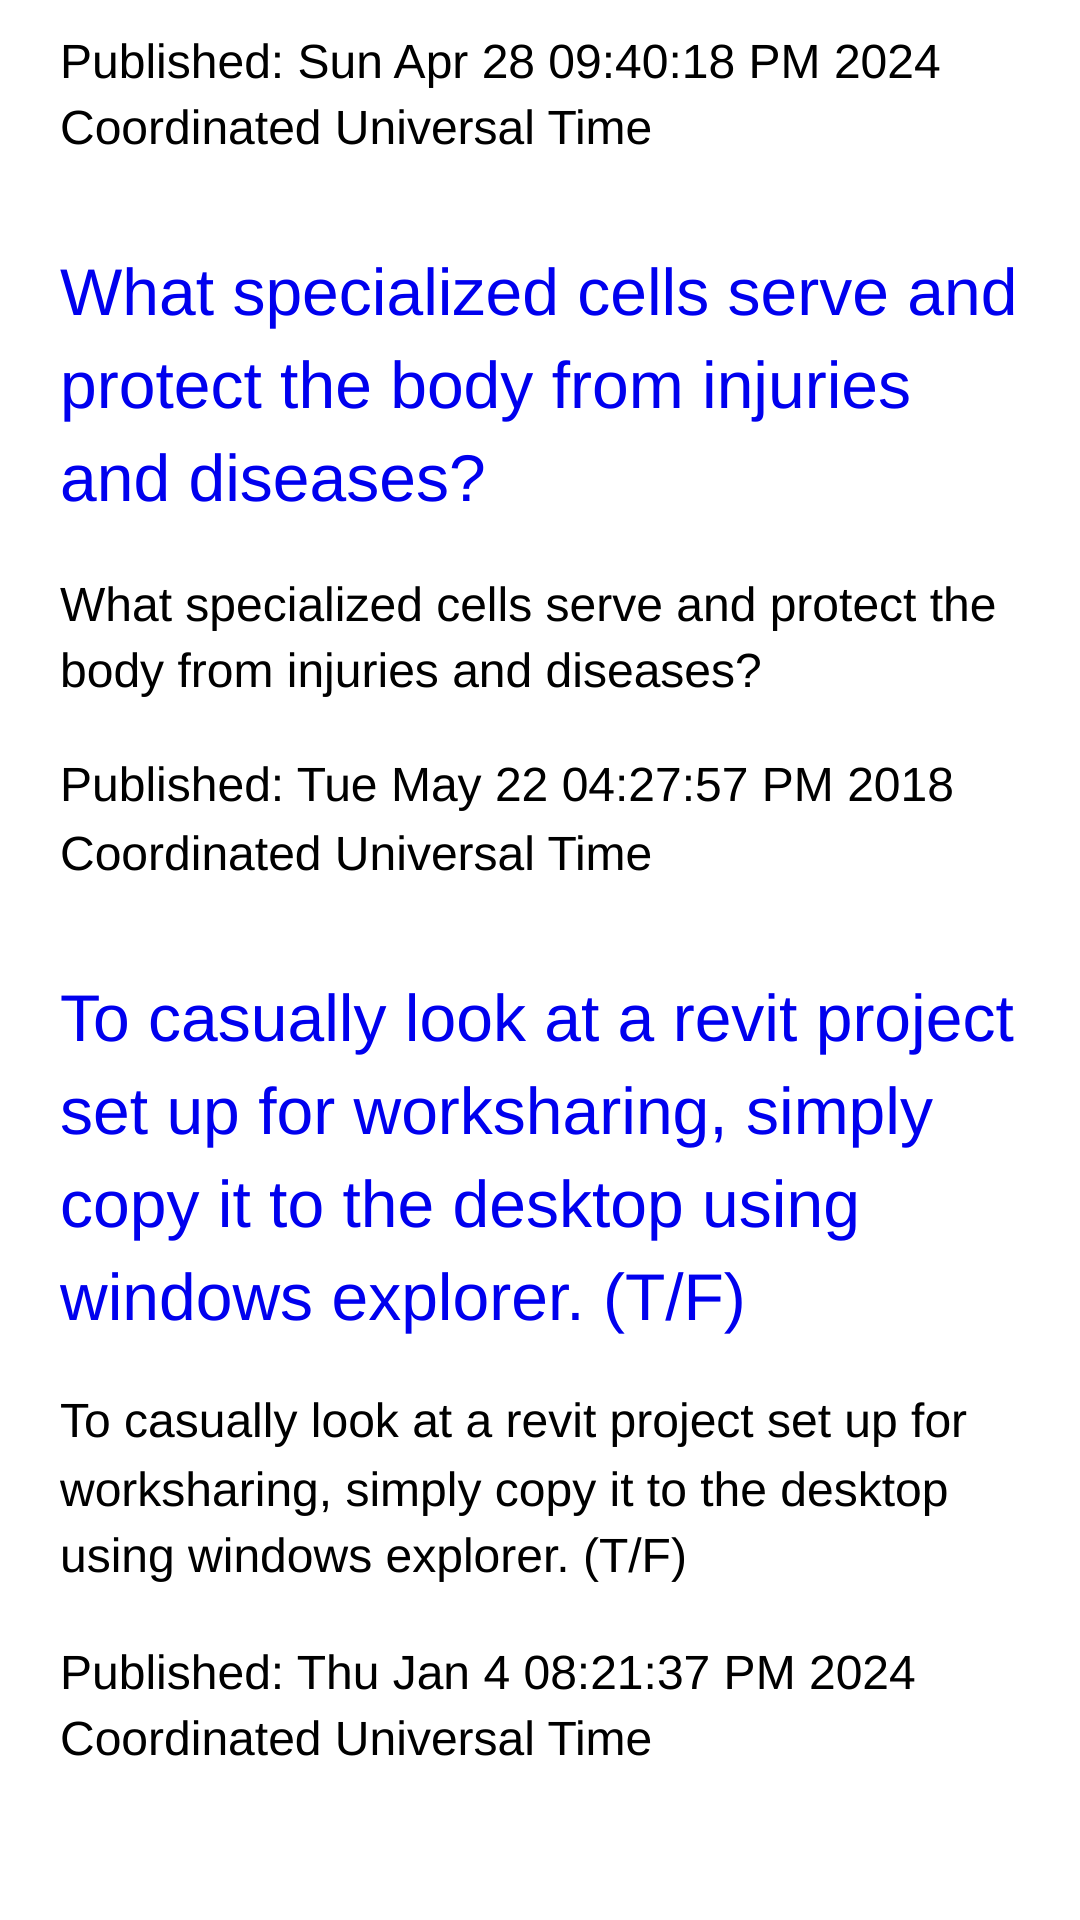 Published: Sun Apr 28 09:40:18 PM 2024
Coordinated Universal Time
What specialized cells serve and
protect the body from injuries
and diseases?
What specialized cells serve and protect the
body from injuries and diseases?
Published: Tue May 22 04:27:57 PM 2018
Coordinated Universal Time
To casually look at a revit project
set up for worksharing, simply
copy it to the desktop using
windows explorer. (T/F)
To casually look at a revit project set up for
worksharing, simply copy it to the desktop
using windows explorer. (T/F)
Published: Thu Jan 4 08:21:37 PM 2024
Coordinated Universal Time